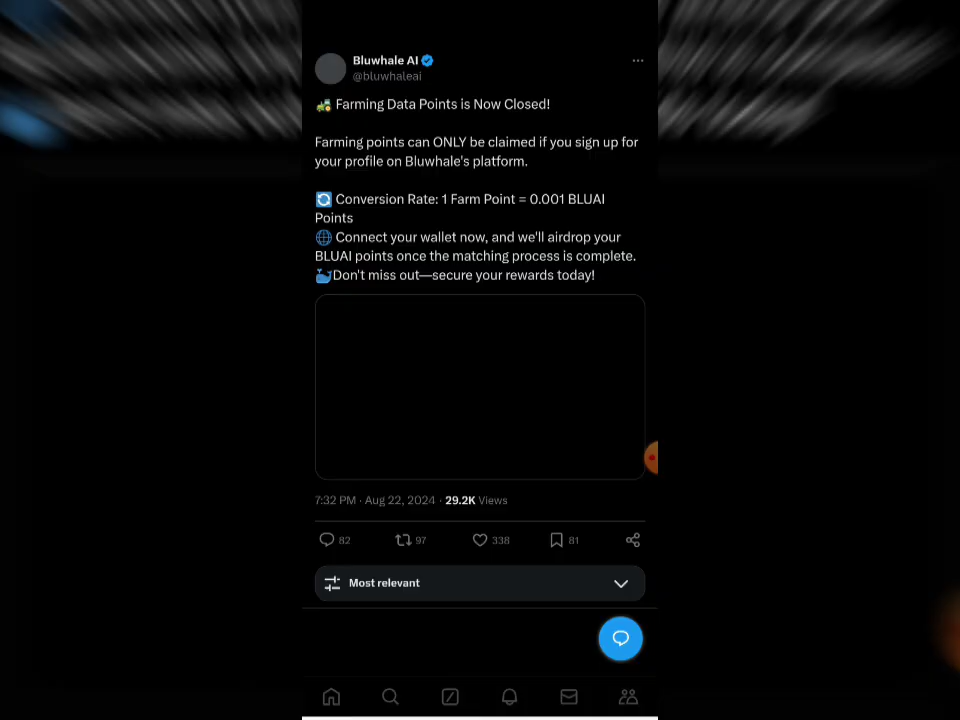 Bluwhale AI
@bluwhaleai
🚜 Farming Data Points is Now Closed!
Farming points can ONLY be claimed if you sign up for
your profile on Bluwhale's platform.
🔄 Conversion Rate: 1 Farm Point = 0.001 BLUAI
Points
🌐 Connect your wallet now, and we'll airdrop your
BLUAI points once the matching process is complete.
🐳Don't miss out—secure your rewards today!
7:32 PM · Aug 22, 2024 · 29.2K Views
82 97 338 81
Most relevant